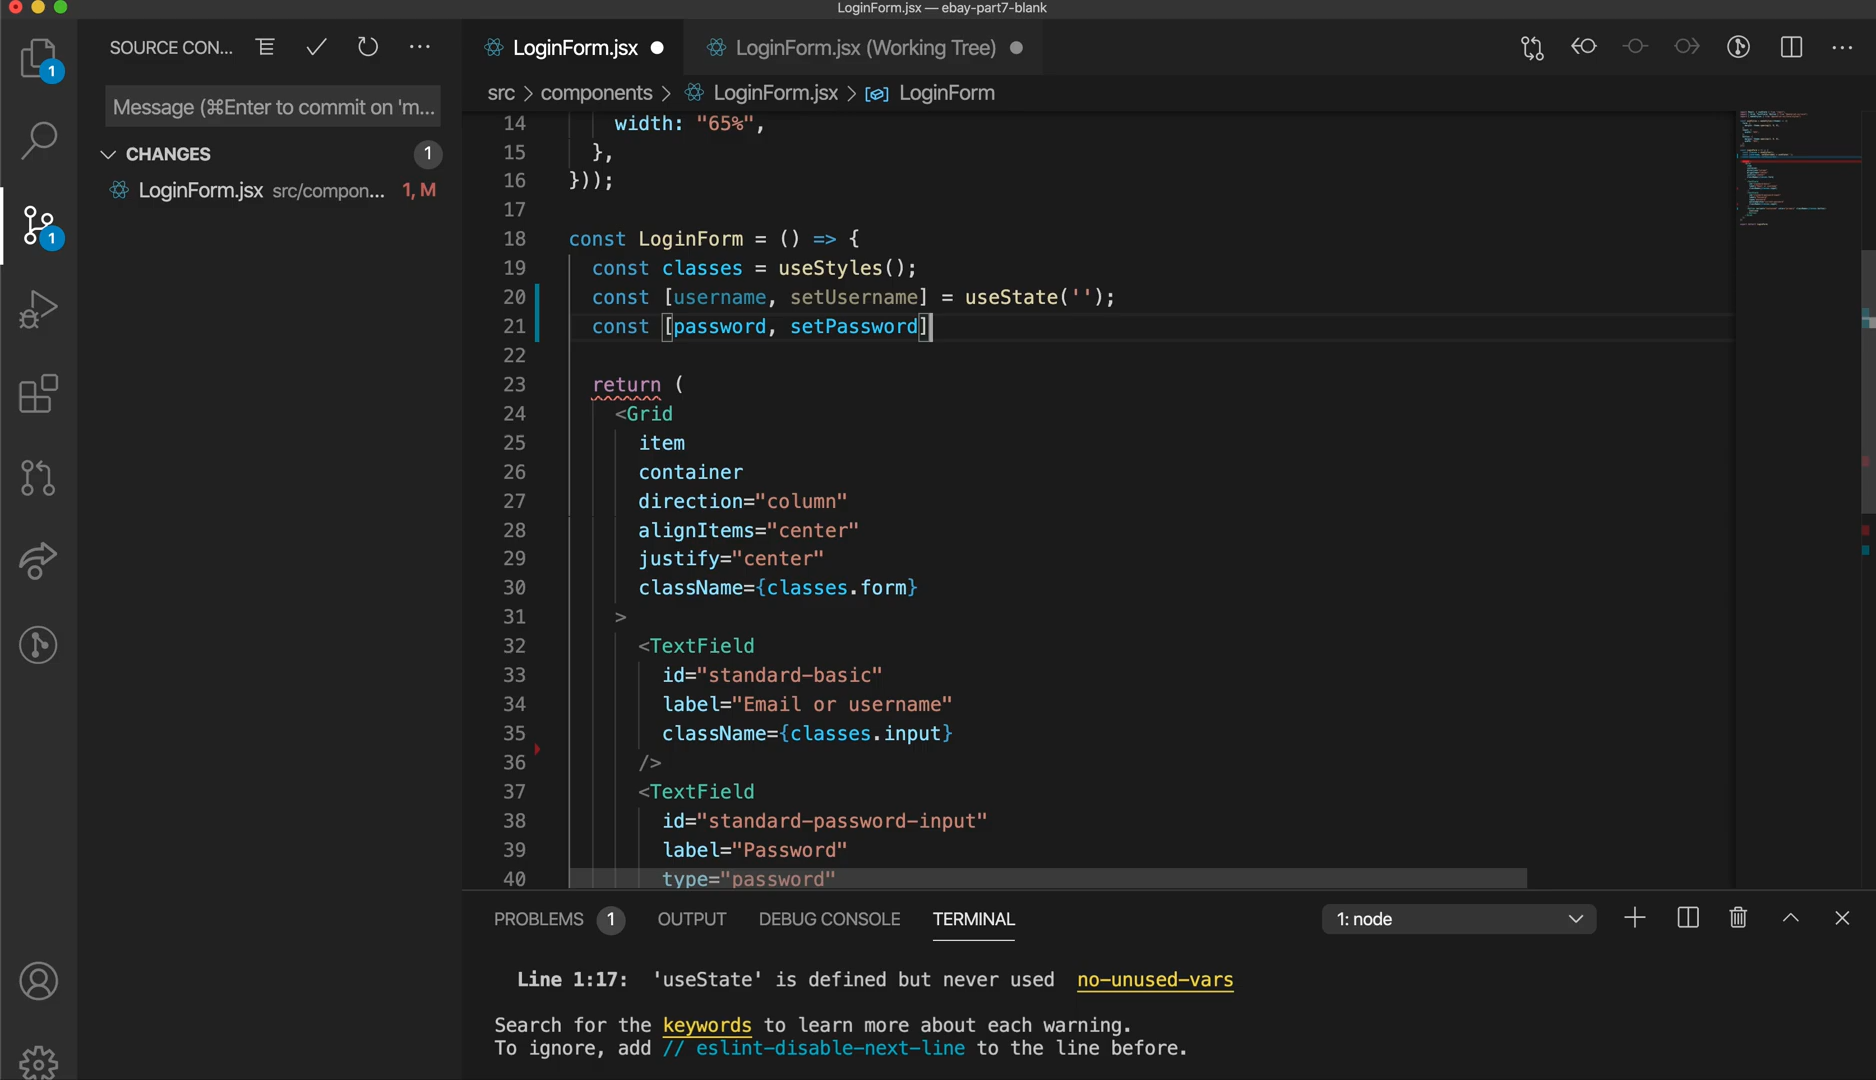 LoginForm.jsx — ebay-part7-blank
SOURCE CON...
LoginForm.jsx
LoginForm.jsx (Working Tree)
1
Message (⌘Enter to commit on 'm...
src > components > LoginForm.jsx > LoginForm
CHANGES 1
LoginForm.jsx src/compon... 1, M
1
14 width: "65%",
15 },
16 }));
17
18 const LoginForm = () => {
19 const classes = useStyles();
20 const [username, setUsername] = useState('');
21 const [password, setPassword]
22
23 return (
24 <Grid
25 item
26 container
27 direction="column"
28 alignItems="center"
29 justify="center"
30 className={classes.form}
31 >
32 <TextField
33 id="standard-basic"
34 label="Email or username"
35 className={classes.input}
36 />
37 <TextField
38 id="standard-password-input"
39 label="Password"
40 type="password"
PROBLEMS 1 OUTPUT DEBUG CONSOLE TERMINAL 1: node
Line 1:17: 'useState' is defined but never used no-unused-vars
Search for the keywords to learn more about each warning.
To ignore, add // eslint-disable-next-line to the line before.